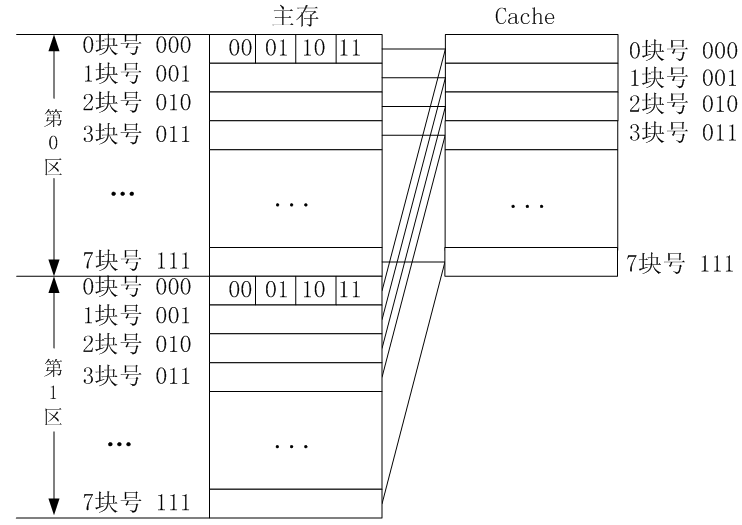 主存 Cache
0块号 000 00 01 10 11 0块号 000
1块号 001 1块号 001
2块号 010 2块号 010
3块号 011 3块号 011
第0区
... ... ...
7块号 111 7块号 111
0块号 000 00 01 10 11
1块号 001
2块号 010
3块号 011
第1区
... ...
7块号 111